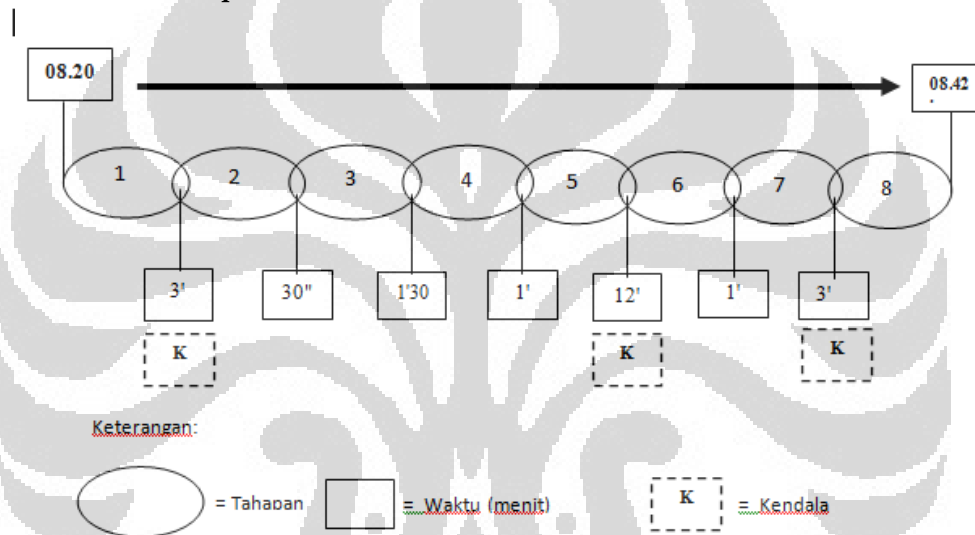 08.20
08.42
.
1 2 3 4 5 6 7 8
3' 30" 1'30 1' 12' 1' 3'
K K K
Keterangan:
= Tahapan = Waktu (menit) K = Kendala